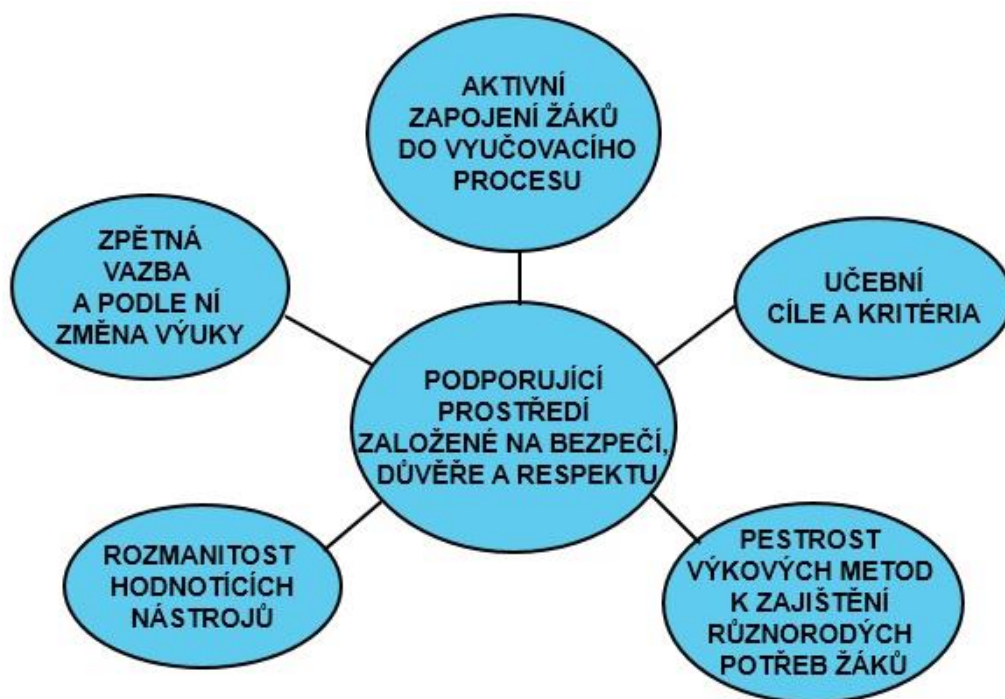 AKTIVNÍ
ZAPOJENÍ ŽÁKŮ
DO VYUČOVACÍHO
PROCESU
ZPĚTNÁ
VAZBA
A PODLE NÍ
ZMĚNA VÝUKY
UČEBNÍ
CÍLE A KRITÉRIA
PODPORUJÍCÍ
PROSTŘEDÍ
ZALOŽENÉ NA BEZPEČÍ,
DŮVĚŘE A RESPEKTU
ROZMANITOST
HODNOTÍCÍCH
NÁSTROJŮ
PESTROST
VÝKOVÝCH METOD
K ZAJIŠTĚNÍ
RŮZNORODÝCH
POTŘEB ŽÁKŮ